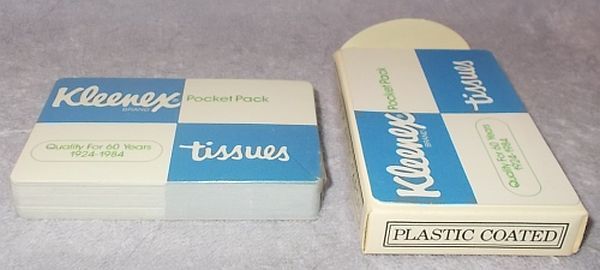 Kleenex Pocket Pack
BRAND
Quality For 60 Years
1924-1984
tissues
Kleenex Pocket Pack
BRAND
tissues
Quality For 60 Years
1924-1984
PLASTIC COATED